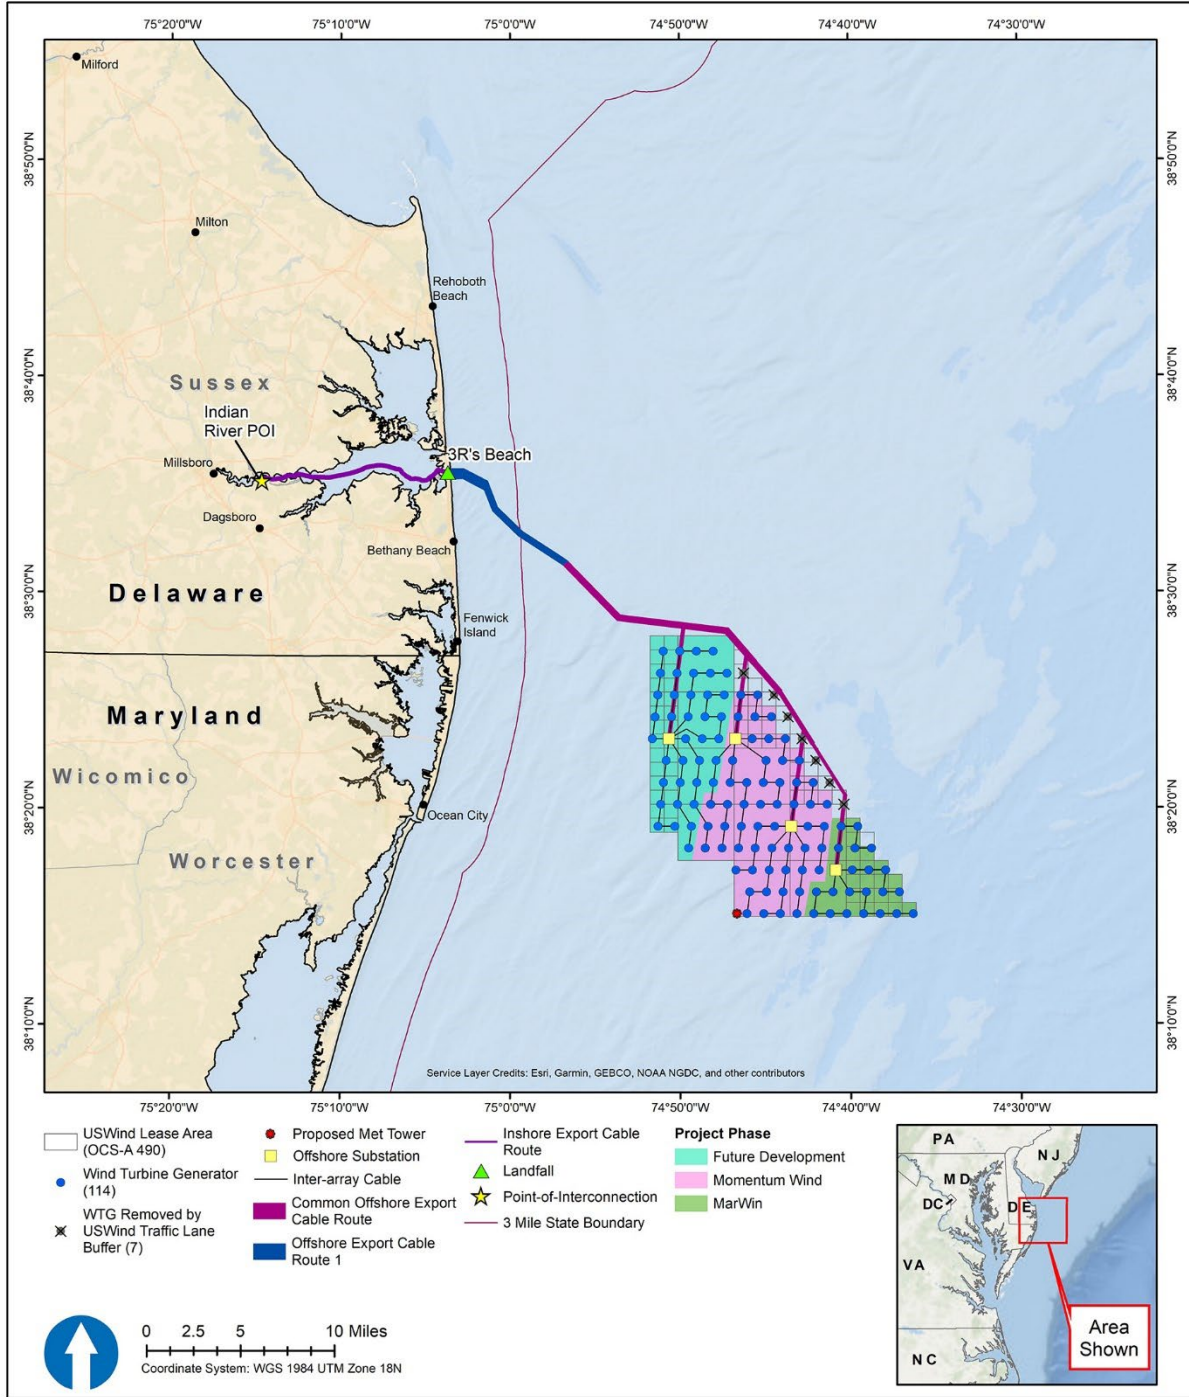 75°20'0"W 75°10'0"W 75°0'0"W 74°50'0"W 74°40'0"W 74°30'0"W
Milford
38°50'0"N 38°50'0"N
Milton
Rehoboth
Beach
38°40'0"N 38°40'0"N
Sussex
Indian
River POI
Millsboro
3R's Beach
Dagsboro
Bethany Beach
Delaware
38°30'0"N 38°30'0"N
Fenwick
Island
Maryland
Wicomico
38°20'0"N 38°20'0"N
Ocean City
Worcester
38°10'0"N 38°10'0"N
Service Layer Credits: Esri, Garmin, GEBCO, NOAA NGDC, and other contributors
75°20'0"W 75°10'0"W 75°0'0"W 74°50'0"W 74°40'0"W 74°30'0"W
USWind Lease Area
(OCS-A 490)
Wind Turbine Generator
(114)
WTG Removed by
USWind Traffic Lane
Buffer (7)
Proposed Met Tower
Offshore Substation
Inter-array Cable
Common Offshore Export
Cable Route
Offshore Export Cable
Route 1
Inshore Export Cable
Route
Landfall
Point-of-Interconnection
3 Mile State Boundary
Project Phase
Future Development
Momentum Wind
MarWin
PA
NJ
MD
DC
DE
VA
NC
Area
Shown
0 2.5 5 10 Miles
Coordinate System: WGS 1984 UTM Zone 18N